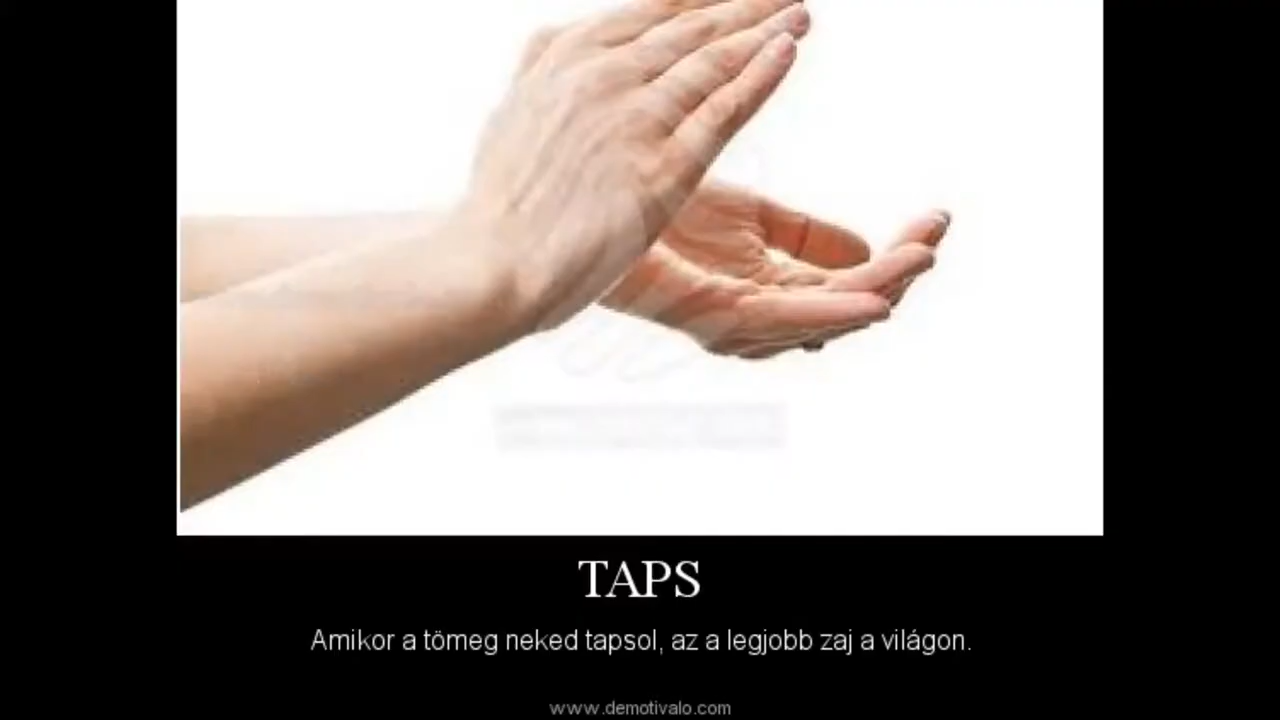 TAPS
Amikor a tömeg neked tapsol, az a legjobb zaj a világon.
www.demotivalo.com